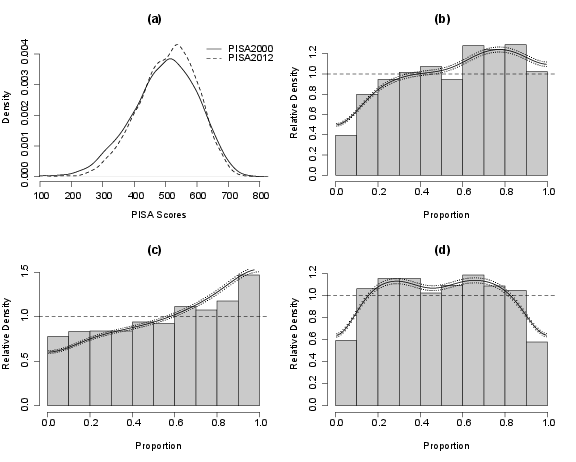 (a)
PISA2000
PISA2012
Density
0.000 0.001 0.002 0.003 0.004
100 200 300 400 500 600 700 800
PISA Scores
(b)
Relative Density
0.0 0.2 0.4 0.6 0.8 1.0 1.2
0.0 0.2 0.4 0.6 0.8 1.0
Proportion
(c)
Relative Density
0.0 0.5 1.0 1.5
0.0 0.2 0.4 0.6 0.8 1.0
Proportion
(d)
Relative Density
0.0 0.2 0.4 0.6 0.8 1.0 1.2
0.0 0.2 0.4 0.6 0.8 1.0
Proportion